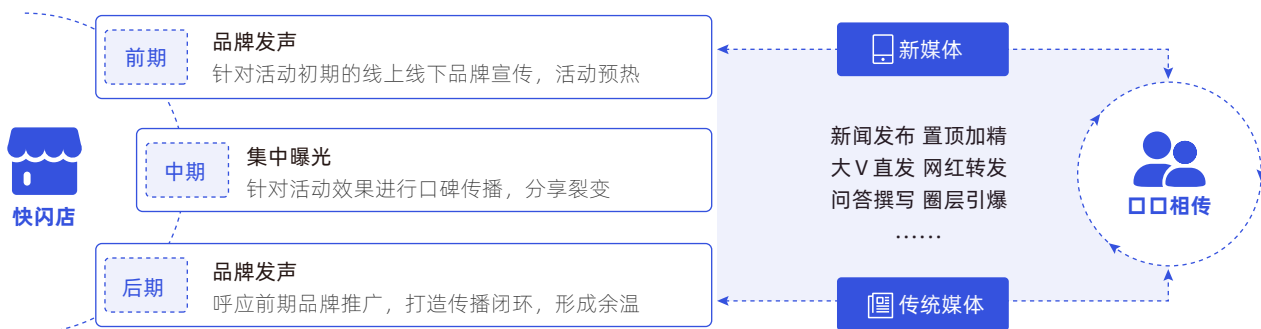 快闪店
前期
品牌发声
针对活动初期的线上线下品牌宣传，活动预热
中期
集中曝光
针对活动效果进行口碑传播，分享裂变
后期
品牌发声
呼应前期品牌推广，打造传播闭环，形成余温
新媒体
新闻发布 置顶加精
大V直发 网红转发
问答撰写 圈层引爆
……
传统媒体
口口相传